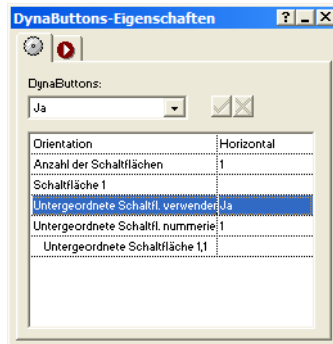 DynaButtons-Eigenschaften ? _ X
DynaButtons:
Ja
Orientation Horizontal
Anzahl der Schaltflächen 1
Schaltfläche 1
Untergeordnete Schaltfl. verwenden Ja
Untergeordnete Schaltfl. nummerie 1
Untergeordnete Schaltfläche 1,1